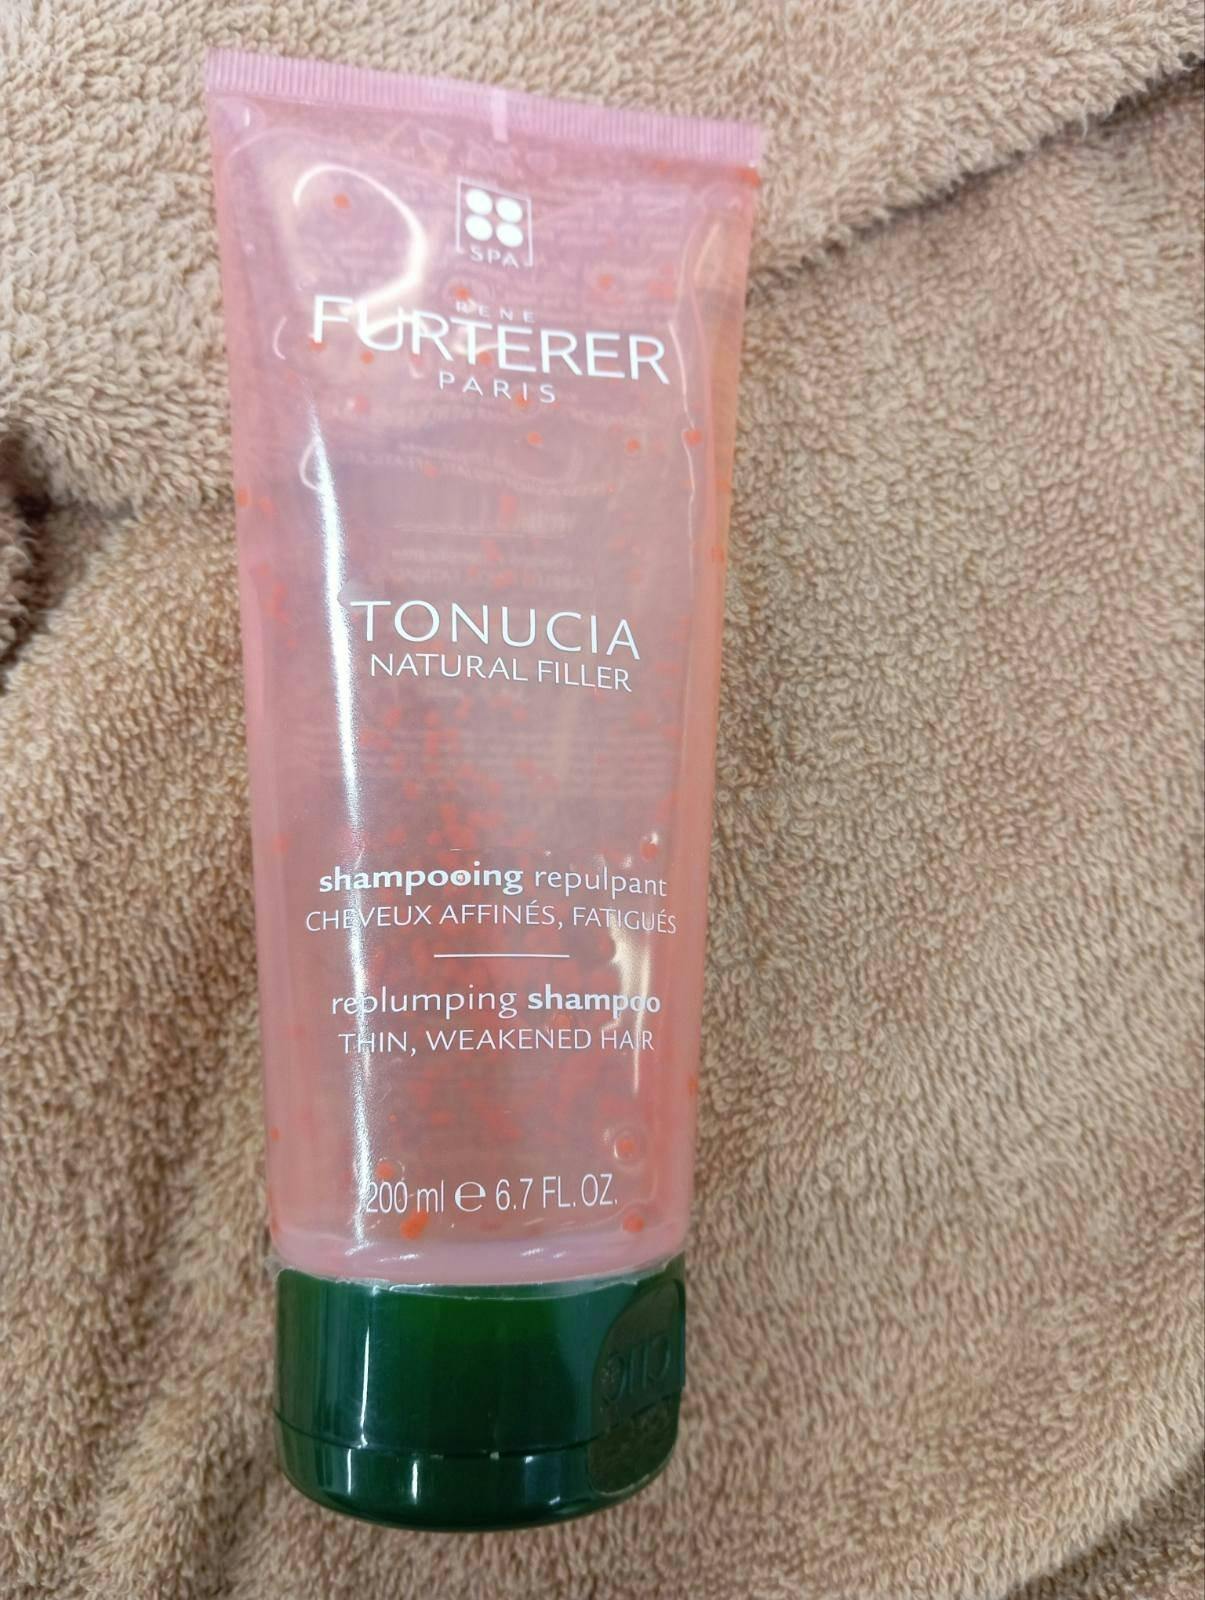 SPA
RENE
FURTERER
PARIS
TONUCIA
NATURAL FILLER
shampooing repulpant
CHEVEUX AFFINÉS, FATIGUÉS
replumping shampoo
THIN, WEAKENED HAIR
200 ml e 6.7 FL. OZ.